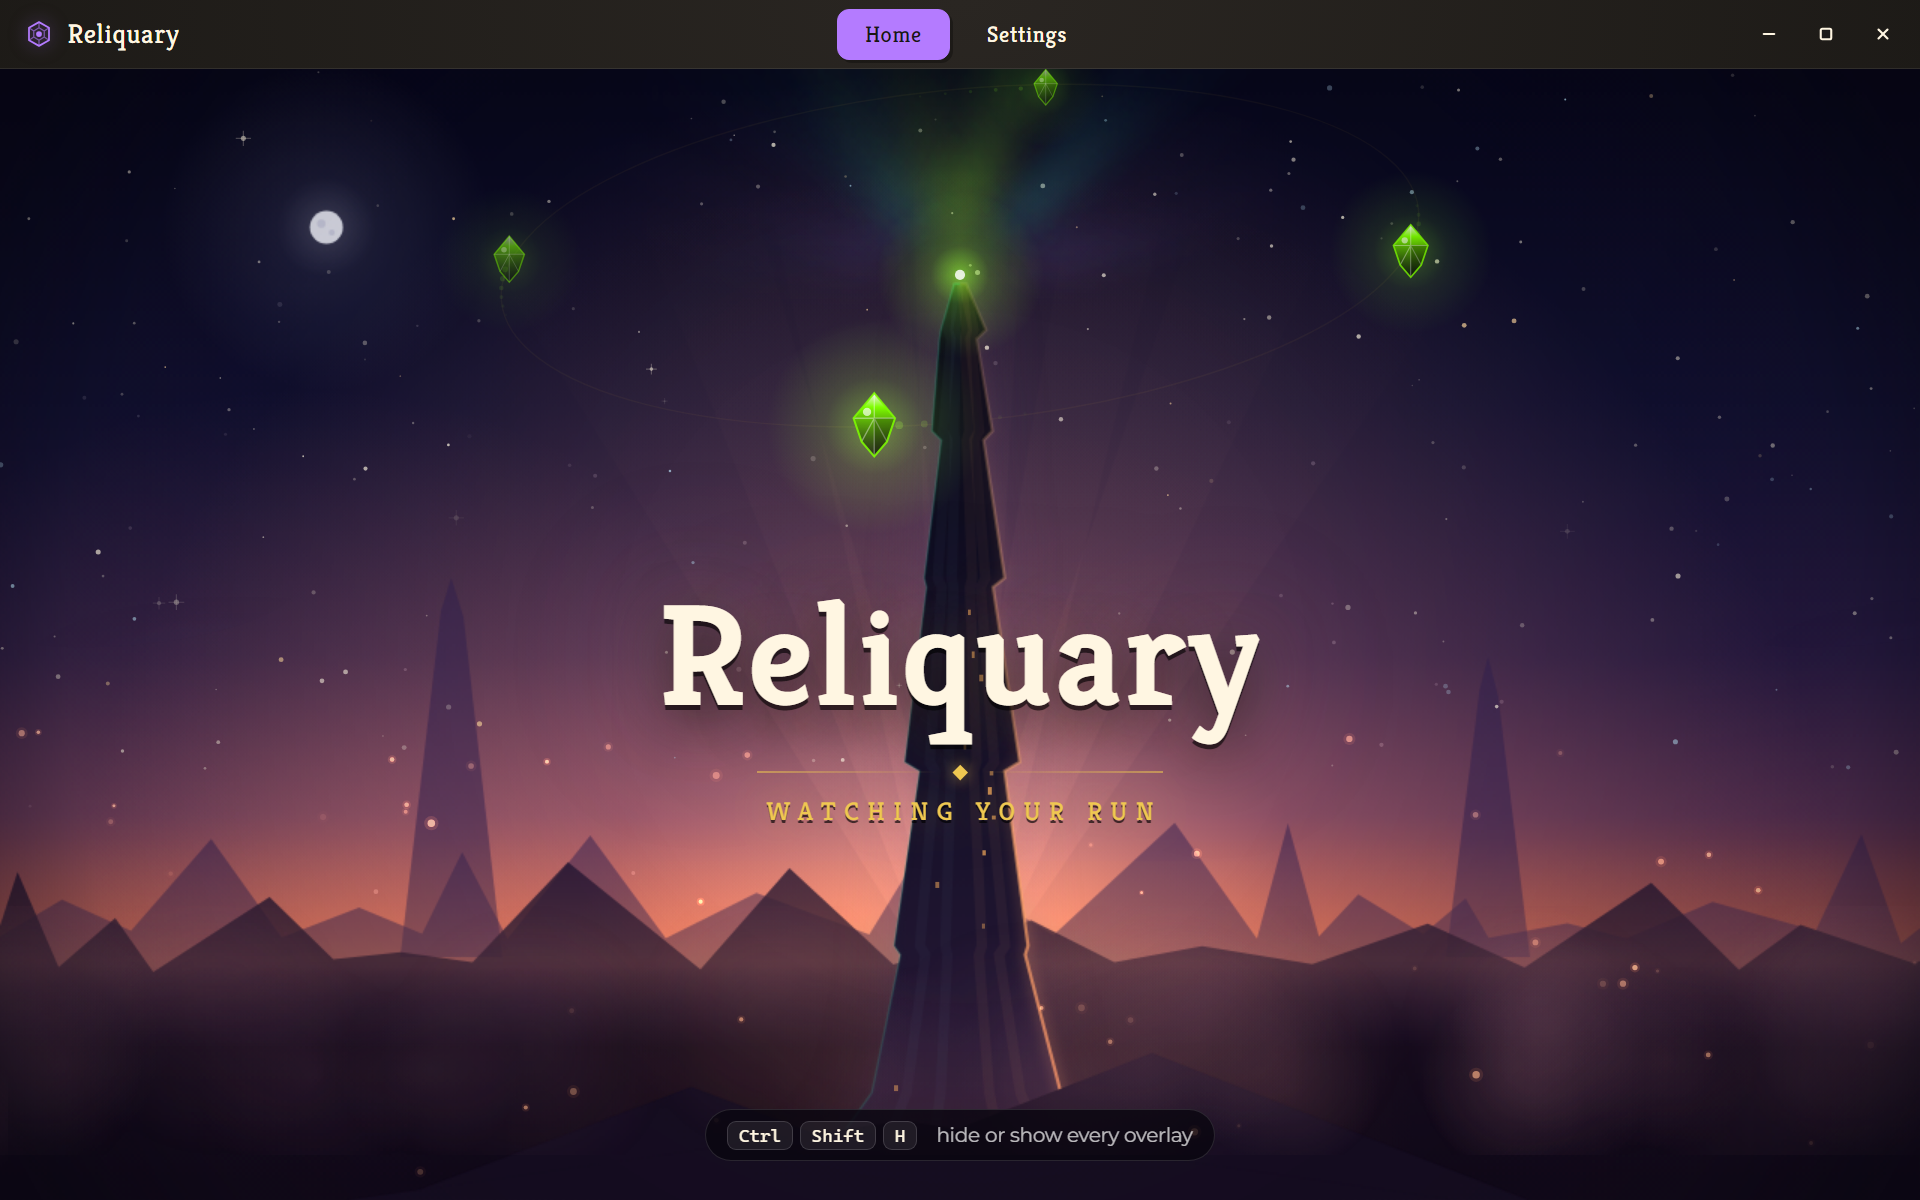 Reliquary
Home
Settings
Reliquary
WATCHING YOUR RUN
Ctrl Shift H hide or show every overlay